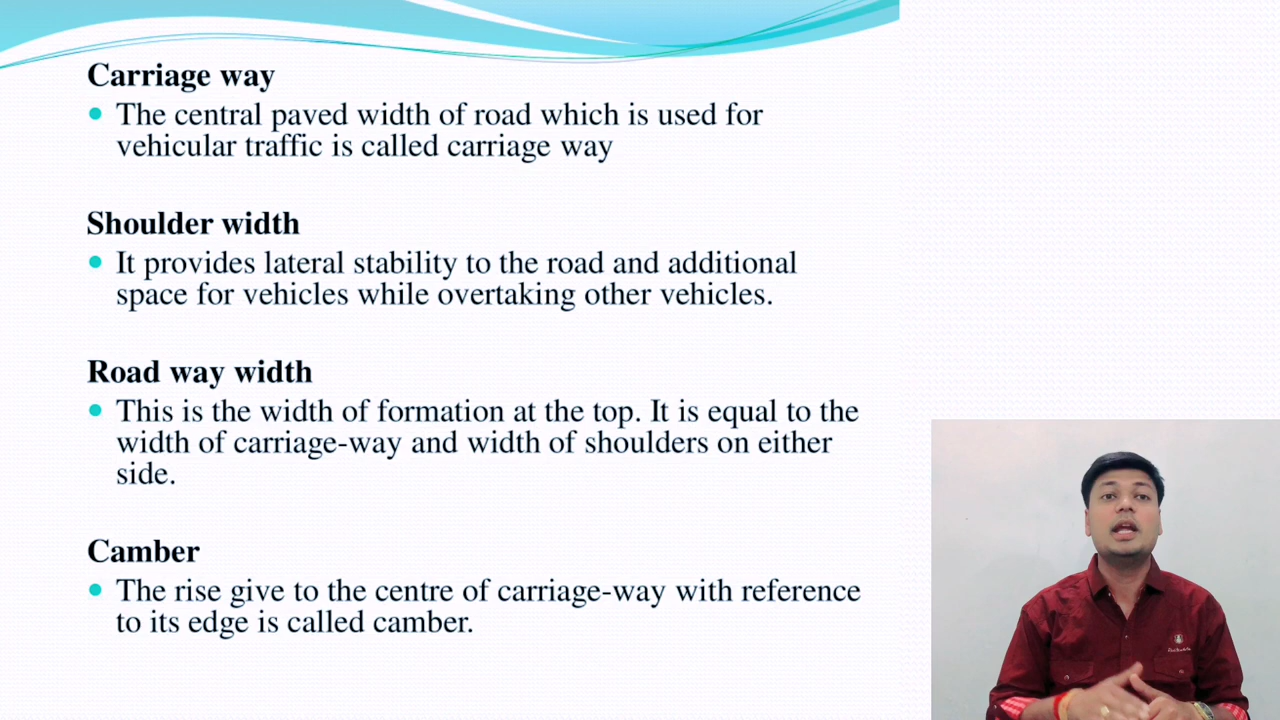 Carriage way
• The central paved width of road which is used for
vehicular traffic is called carriage way
Shoulder width
• It provides lateral stability to the road and additional
space for vehicles while overtaking other vehicles.
Road way width
• This is the width of formation at the top. It is equal to the
width of carriage-way and width of shoulders on either
side.
Camber
• The rise give to the centre of carriage-way with reference
to its edge is called camber.